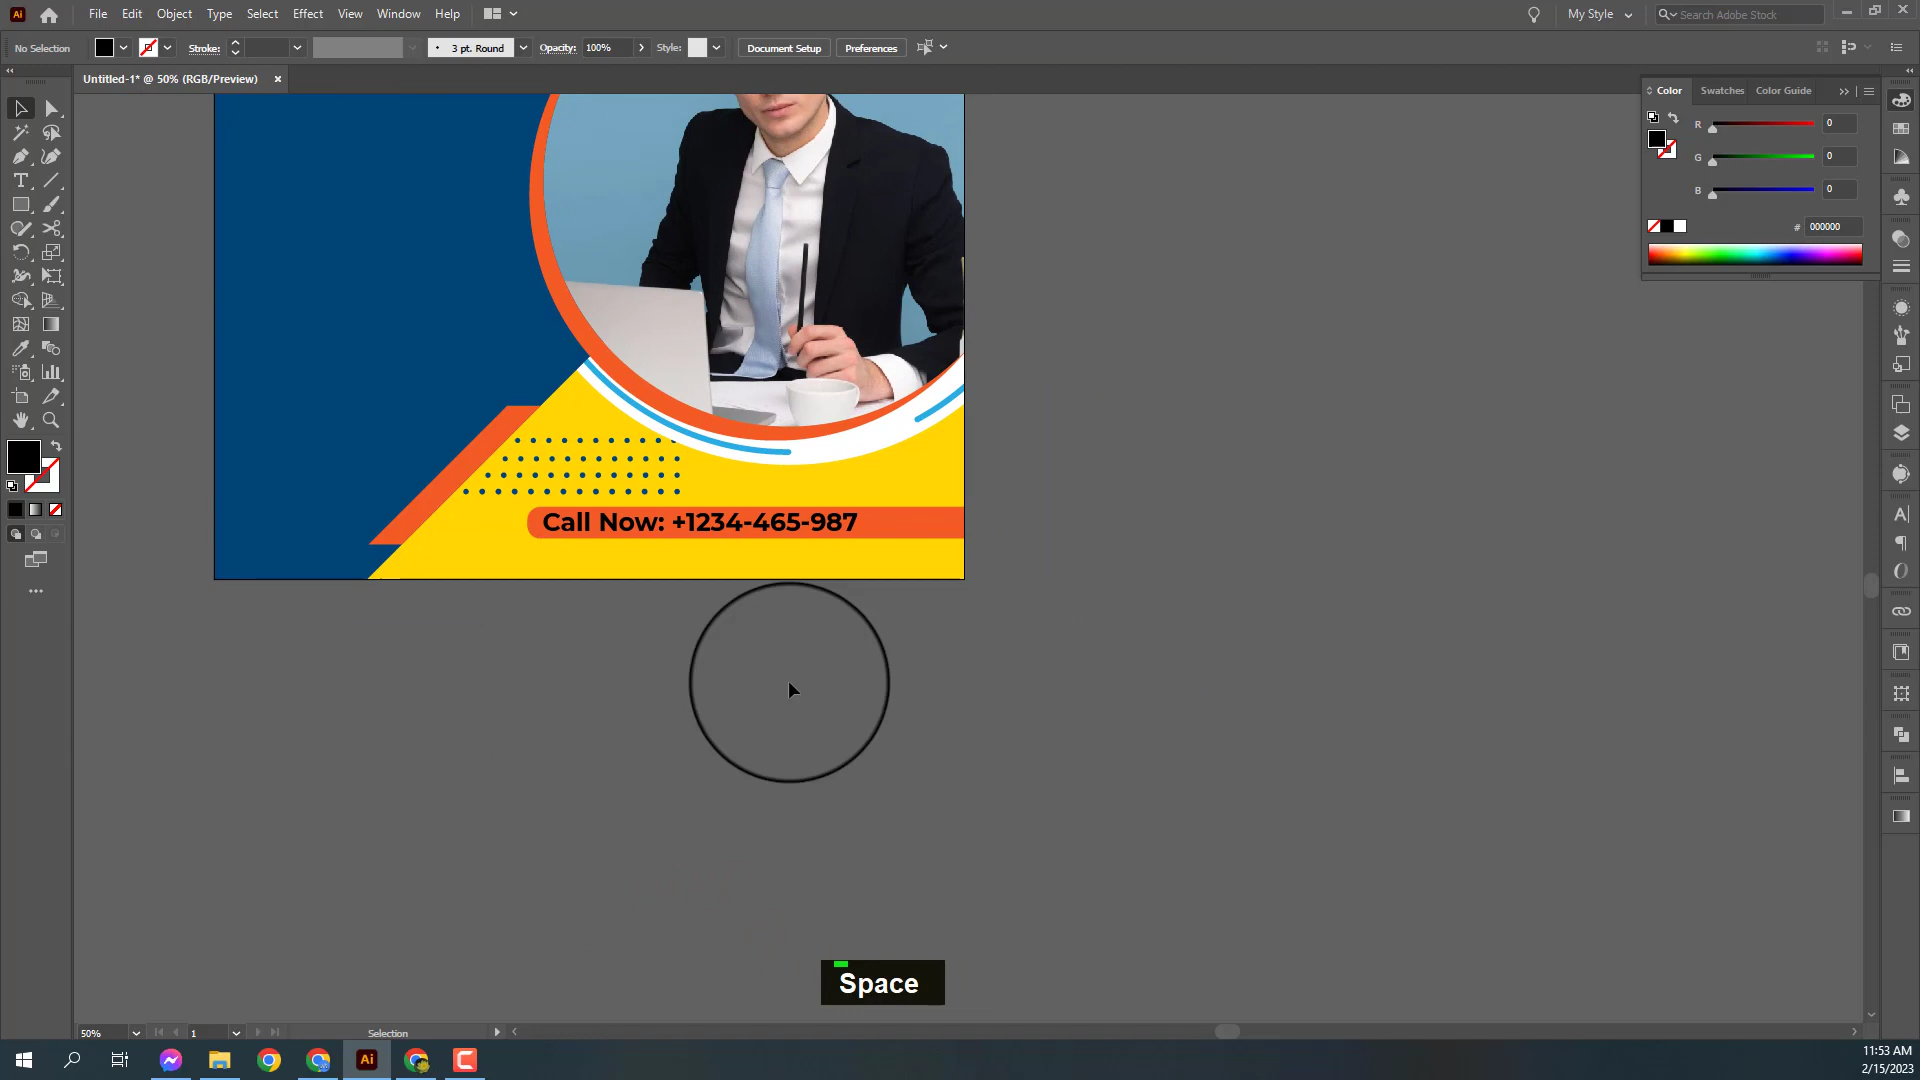 Ai File Edit Object Type Select Effect View Window Help My Style Search Adobe Stock
No Selection Stroke: 3 pt. Round Opacity: 100% Style: Document Setup Preferences
Untitled-1* @ 50% (RGB/Preview) ×
Color Swatches Color Guide
R 0
G 0
B 0
# 000000
Call Now: +1234-465-987
Space
50% 1 Selection
Ai 11:53 AM
2/15/2023